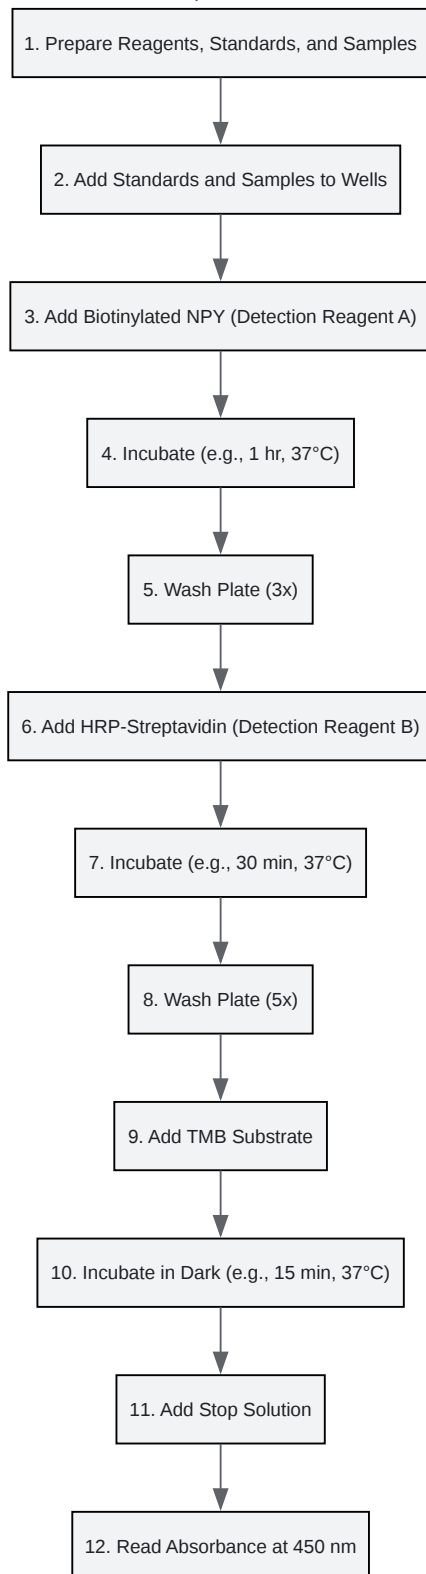 1. Prepare Reagents, Standards, and Samples
2. Add Standards and Samples to Wells
3. Add Biotinylated NPY (Detection Reagent A)
4. Incubate (e.g., 1 hr, 37°C)
5. Wash Plate (3x)
6. Add HRP-Streptavidin (Detection Reagent B)
7. Incubate (e.g., 30 min, 37°C)
8. Wash Plate (5x)
9. Add TMB Substrate
10. Incubate in Dark (e.g., 15 min, 37°C)
11. Add Stop Solution
12. Read Absorbance at 450 nm